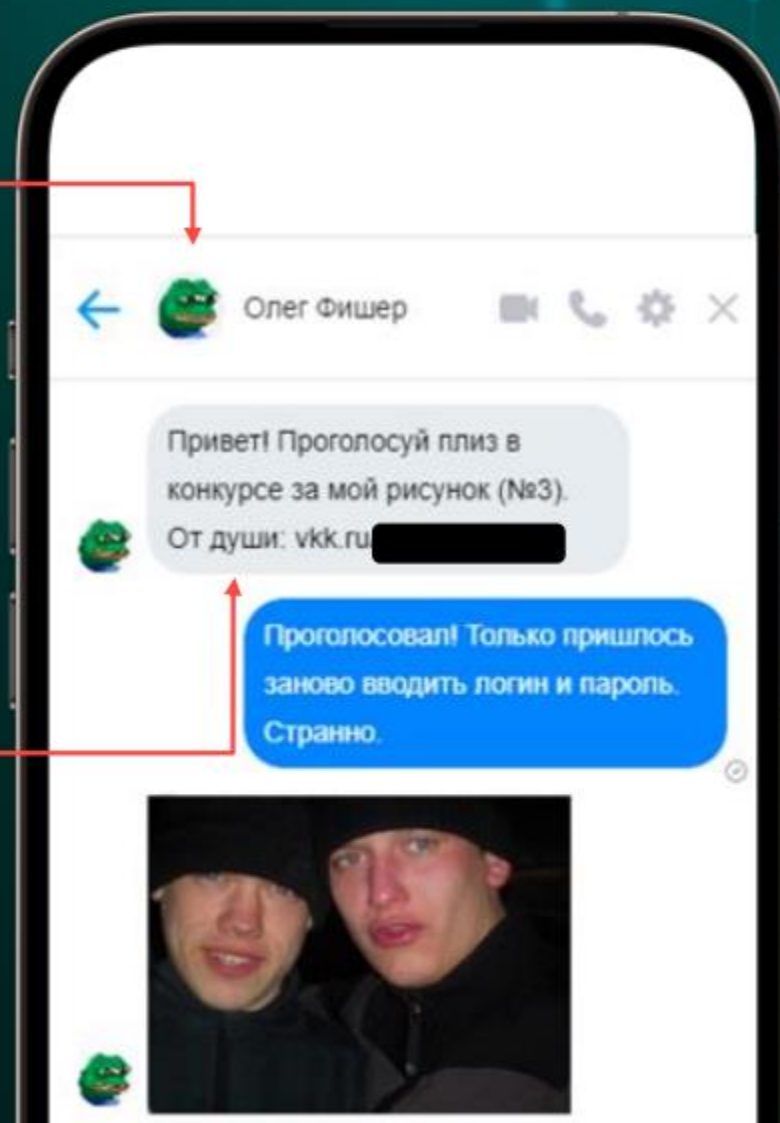 Олег Фишер
Привет! Проголосуй плиз в
конкурсе за мой рисунок (№3).
От души: vkk.ru
Проголосовал! Только пришлось
заново вводить логин и пароль.
Странно.